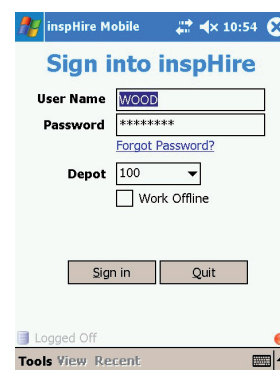 inspHire Mobile 10:54
Sign into inspHire
User Name WOOD
Password ********
Forgot Password?
Depot 100
Work Offline
Sign in Quit
Logged Off
Tools View Recent